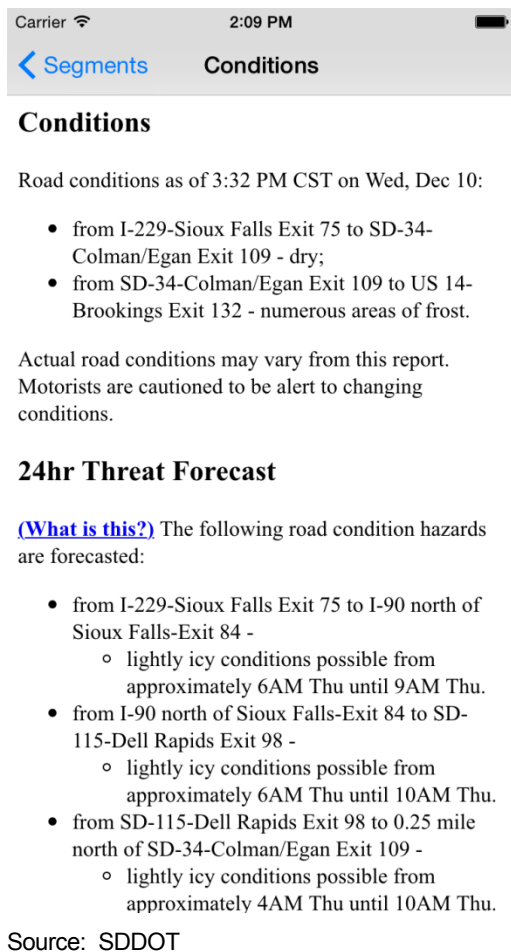 Carrier 2:09 PM
Segments Conditions
Conditions
Road conditions as of 3:32 PM CST on Wed, Dec 10:
• from I-229-Sioux Falls Exit 75 to SD-34-
Colman/Egan Exit 109 - dry;
• from SD-34-Colman/Egan Exit 109 to US 14-
Brookings Exit 132 - numerous areas of frost.
Actual road conditions may vary from this report.
Motorists are cautioned to be alert to changing
conditions.
24hr Threat Forecast
(What is this?) The following road condition hazards
are forecasted:
• from I-229-Sioux Falls Exit 75 to I-90 north of
Sioux Falls-Exit 84 -
◦ lightly icy conditions possible from
approximately 6AM Thu until 9AM Thu.
• from I-90 north of Sioux Falls-Exit 84 to SD-
115-Dell Rapids Exit 98 -
◦ lightly icy conditions possible from
approximately 6AM Thu until 10AM Thu.
• from SD-115-Dell Rapids Exit 98 to 0.25 mile
north of SD-34-Colman/Egan Exit 109 -
◦ lightly icy conditions possible from
approximately 4AM Thu until 10AM Thu.
Source: SDDOT